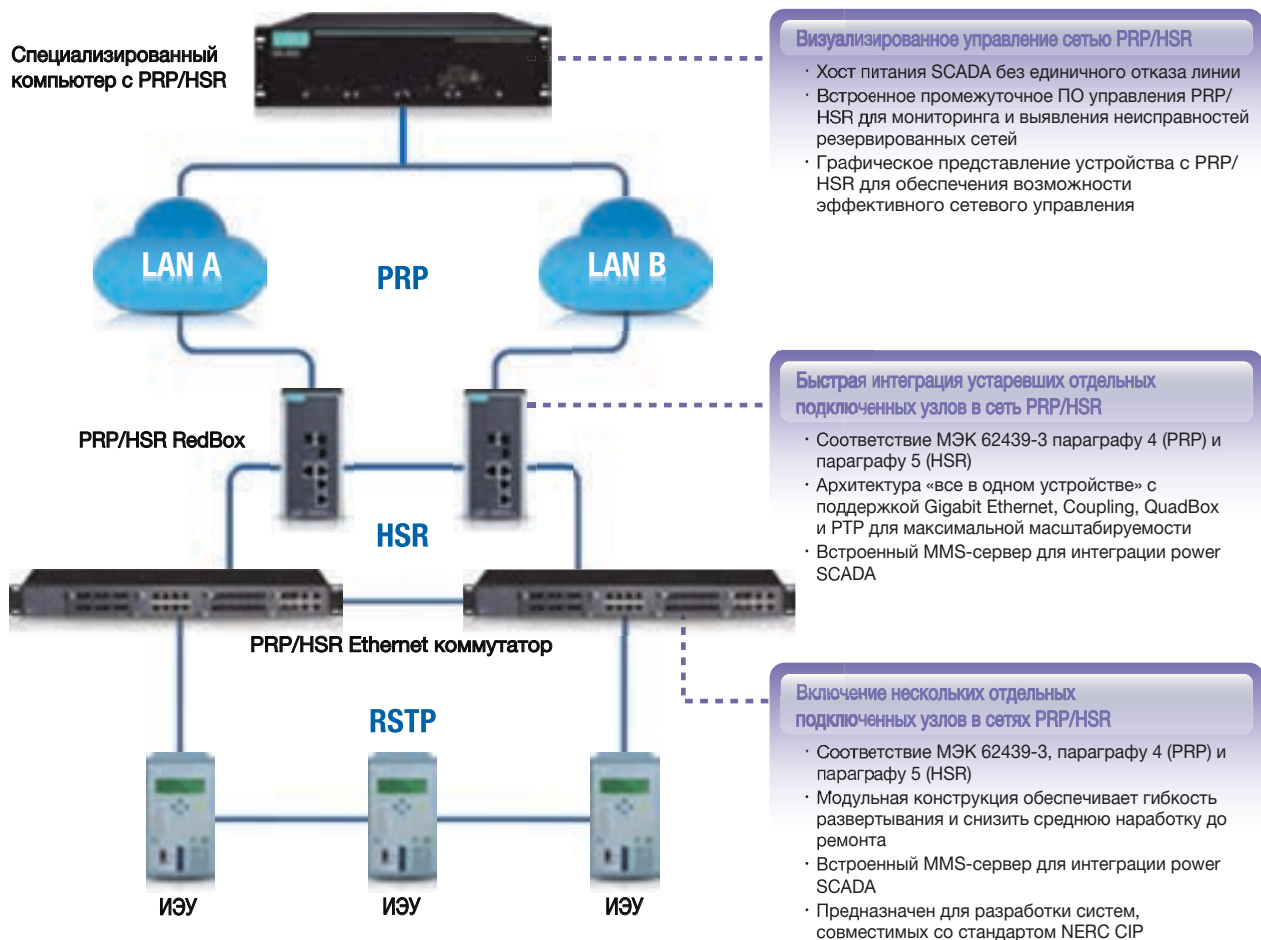 Специализированный
компьютер с PRP/HSR
LAN A
PRP
LAN B
PRP/HSR RedBox
HSR
PRP/HSR Ethernet коммутатор
RSTP
ИЭУ
ИЭУ
ИЭУ
Визуализированное управление сетью PRP/HSR
· Хост питания SCADA без единичного отказа линии
· Встроенное промежуточное ПО управления PRP/
HSR для мониторинга и выявления неисправностей
резервированных сетей
· Графическое представление устройства с PRP/
HSR для обеспечения возможности
эффективного сетевого управления
Быстрая интеграция устаревших отдельных
подключенных узлов в сеть PRP/HSR
· Соответствие МЭК 62439-3 параграфу 4 (PRP) и
параграфу 5 (HSR)
· Архитектура «все в одном устройстве» с
поддержкой Gigabit Ethernet, Coupling, QuadBox
и PTP для максимальной масштабируемости
· Встроенный MMS-сервер для интеграции power
SCADA
Включение нескольких отдельных
подключенных узлов в сетях PRP/HSR
· Соответствие МЭК 62439-3, параграфу 4 (PRP) и
параграфу 5 (HSR)
· Модульная конструкция обеспечивает гибкость
развертывания и снизить среднюю наработку до
ремонта
· Встроенный MMS-сервер для интеграции power
SCADA
· Предназначен для разработки систем,
совместимых со стандартом NERC CIP